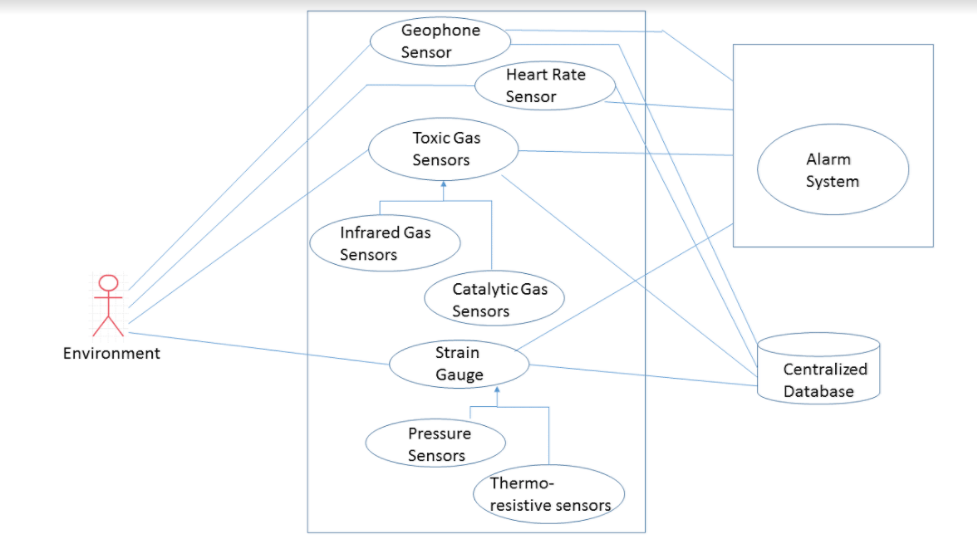 Geophone
Sensor
Heart Rate
Sensor
Toxic Gas
Sensors
Alarm
System
Infrared Gas
Sensors
Catalytic Gas
Sensors
Environment
Strain
Gauge
Centralized
Database
Pressure
Sensors
Thermo-
resistive sensors